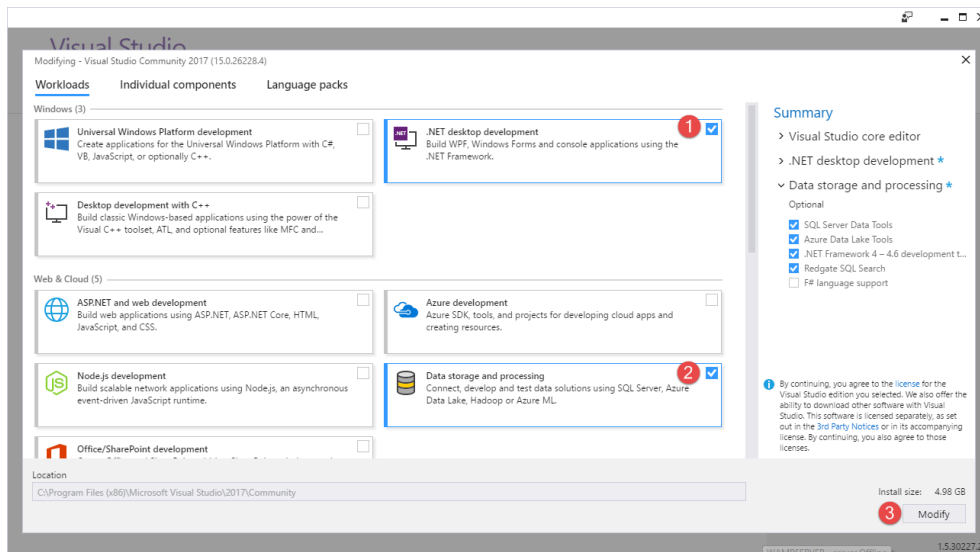 Visual Studio
Modifying - Visual Studio Community 2017 (15.0.26228.4)
Workloads
Individual components
Language packs
Windows (3)
Universal Windows Platform development
Create applications for the Universal Windows Platform with C#,
VB, JavaScript, or optionally C++.
.NET
.NET desktop development
Build WPF, Windows Forms and console applications using the
.NET Framework.
1
Desktop development with C++
Build classic Windows-based applications using the power of the
Visual C++ toolset, ATL, and optional features like MFC and...
Web & Cloud (5)
ASP.NET and web development
Build web applications using ASP.NET, ASP.NET Core, HTML,
JavaScript, and CSS.
Azure development
Azure SDK, tools, and projects for developing cloud apps and
creating resources.
JS
Node.js development
Build scalable network applications using Node.js, an asynchronous
event-driven JavaScript runtime.
Data storage and processing
Connect, develop and test data solutions using SQL Server, Azure
Data Lake, Hadoop or Azure ML.
2
Office/SharePoint development
Summary
Visual Studio core editor
.NET desktop development *
Data storage and processing *
Optional
SQL Server Data Tools
Azure Data Lake Tools
.NET Framework 4 – 4.6 development t...
Redgate SQL Search
F# language support
By continuing, you agree to the license for the
Visual Studio edition you selected. We also offer the
ability to download other software with Visual
Studio. This software is licensed separately, as set
out in the 3rd Party Notices or in its accompanying
license. By continuing, you also agree to those
licenses.
Location
C:\Program Files (x86)\Microsoft Visual Studio\2017\Community
Install size: 4.98 GB
3
Modify